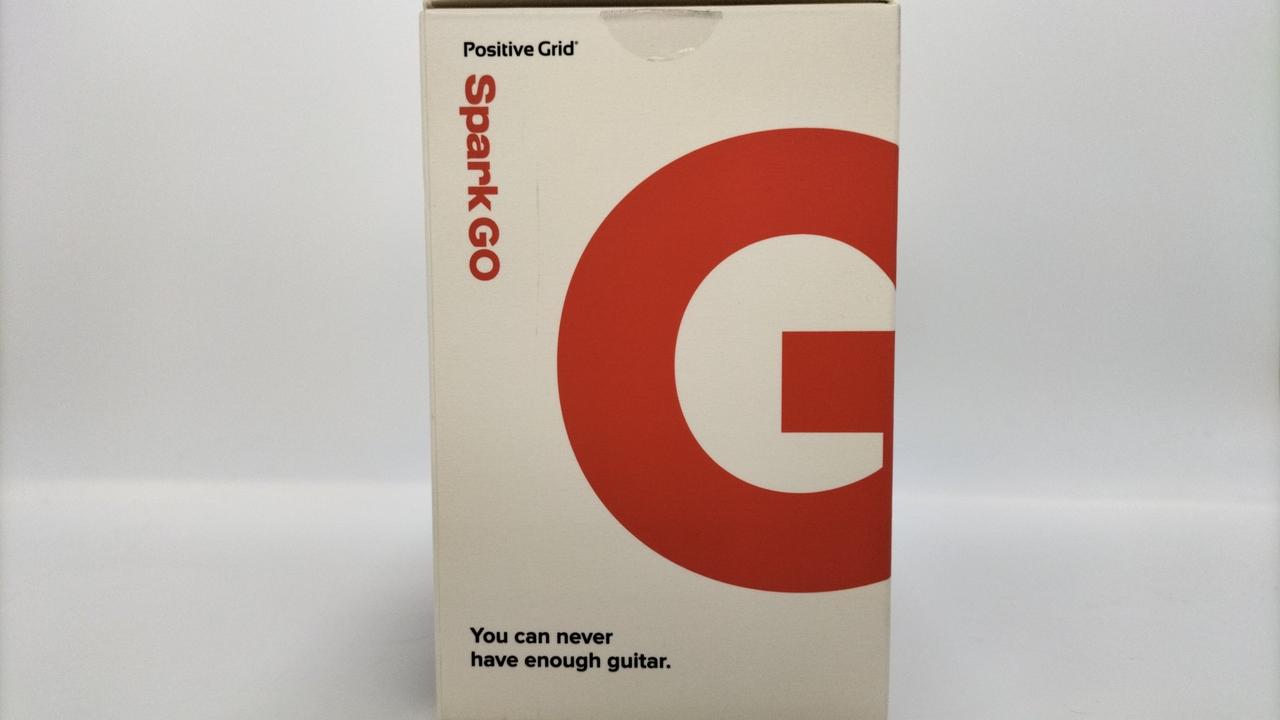 Positive Grid®
Spark GO
G
You can never
have enough guitar.